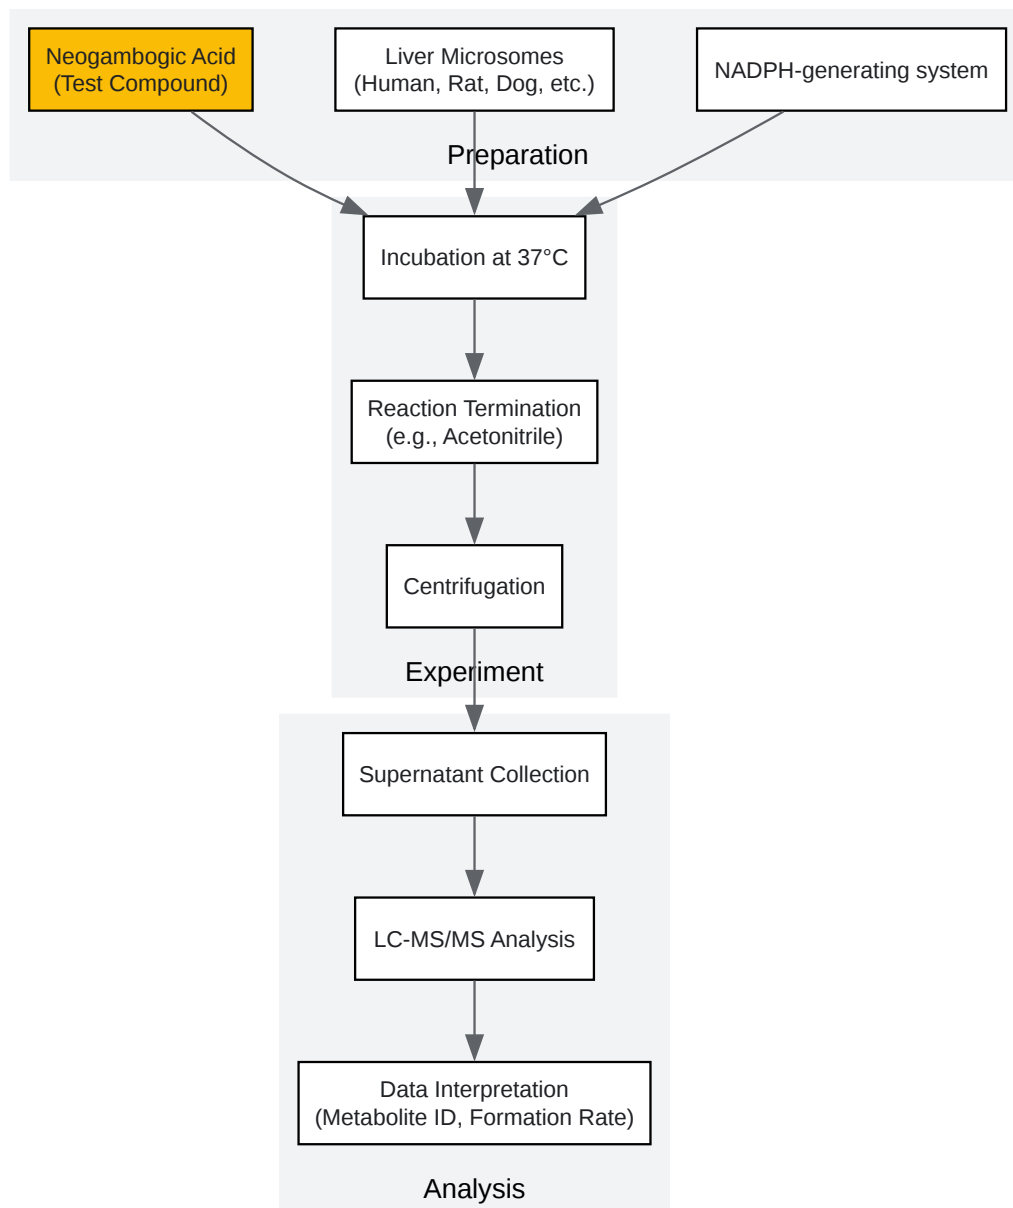 Neogambogic Acid
(Test Compound)
Liver Microsomes
(Human, Rat, Dog, etc.)
NADPH-generating system
Preparation
Incubation at 37°C
Reaction Termination
(e.g., Acetonitrile)
Centrifugation
Experiment
Supernatant Collection
LC-MS/MS Analysis
Data Interpretation
(Metabolite ID, Formation Rate)
Analysis